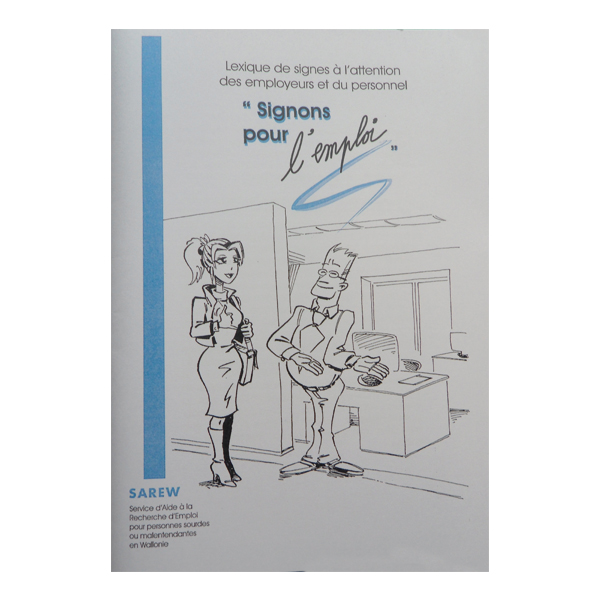 Lexique de signes à l'attention
des employeurs et du personnel
" Signons
pour l'emploi "
SAREW
Service d'Aide à la
Recherche d'Emploi
pour personnes sourdes
ou malentendantes
en Wallonie